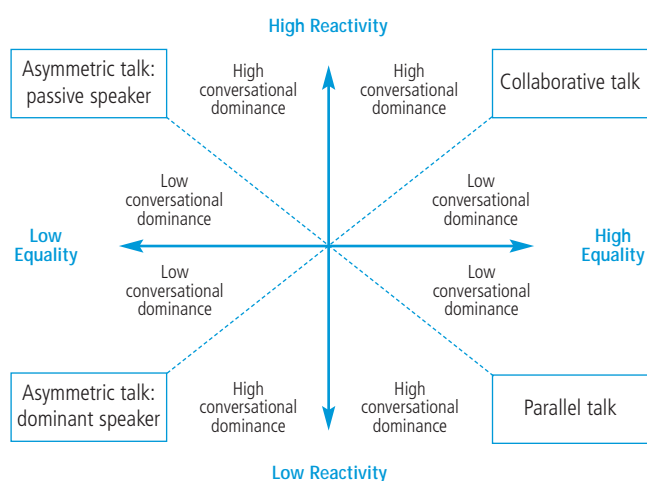 High Reactivity
Asymmetric talk:
passive speaker
High
conversational
dominance
High
conversational
dominance
Collaborative talk
Low
conversational
dominance
Low
conversational
dominance
Low
Equality
High
Equality
Low
conversational
dominance
Low
conversational
dominance
Asymmetric talk:
dominant speaker
High
conversational
dominance
High
conversational
dominance
Parallel talk
Low Reactivity